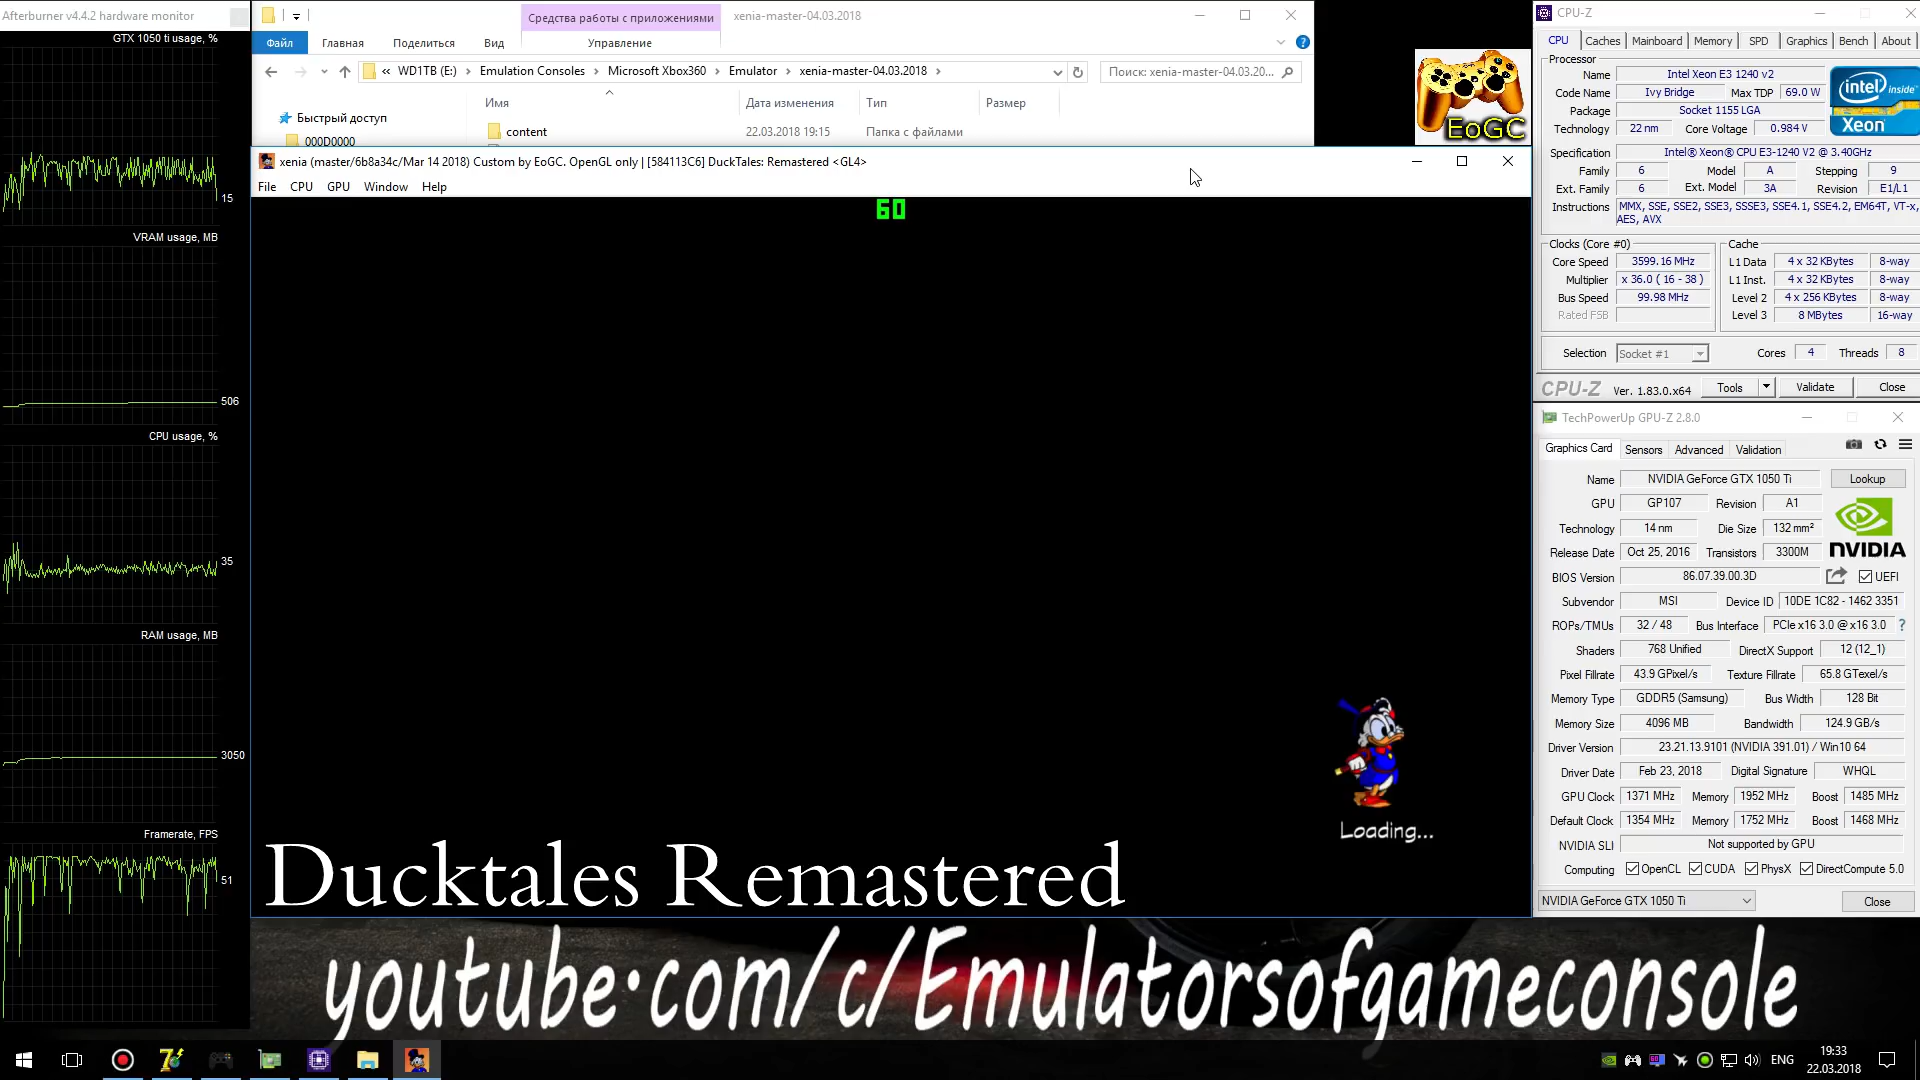 Afterburner v4.4.2 hardware monitor
GTX 1050 ti usage, %
15
VRAM usage, MB
506
CPU usage, %
35
RAM usage, MB
3050
Framerate, FPS
51
Средства работы с приложениями
xenia-master-04.03.2018
Файл Главная Поделиться Вид Управление
« WD1TB (E:) › Emulation Consoles › Microsoft Xbox360 › Emulator › xenia-master-04.03.2018 ›
Поиск: xenia-master-04.03.20...
Имя Дата изменения Тип Размер
Быстрый доступ
000D0000
content 22.03.2018 19:15 Папка с файлами
EoGC
xenia (master/6b8a34c/Mar 14 2018) Custom by EoGC. OpenGL only | [584113C6] DuckTales: Remastered <GL4>
File CPU GPU Window Help
60
Loading...
Ducktales Remastered
youtube.com/c/Emulatorsofgameconsole
CPU-Z
CPU Caches Mainboard Memory SPD Graphics Bench About
Processor
Name Intel Xeon E3 1240 v2
Code Name Ivy Bridge Max TDP 69.0 W
Package Socket 1155 LGA
Technology 22 nm Core Voltage 0.984 V
intel inside™
Xeon
Specification Intel® Xeon® CPU E3-1240 V2 @ 3.40GHz
Family 6 Model A Stepping 9
Ext. Family 6 Ext. Model 3A Revision E1/L1
Instructions MMX, SSE, SSE2, SSE3, SSSE3, SSE4.1, SSE4.2, EM64T, VT-x,
AES, AVX
Clocks (Core #0) Cache
Core Speed 3599.16 MHz L1 Data 4 x 32 KBytes 8-way
Multiplier x 36.0 ( 16 - 38 ) L1 Inst. 4 x 32 KBytes 8-way
Bus Speed 99.98 MHz Level 2 4 x 256 KBytes 8-way
Rated FSB Level 3 8 MBytes 16-way
Selection Socket #1 Cores 4 Threads 8
CPU-Z Ver. 1.83.0.x64 Tools Validate Close
TechPowerUp GPU-Z 2.8.0
Graphics Card Sensors Advanced Validation
Name NVIDIA GeForce GTX 1050 Ti Lookup
GPU GP107 Revision A1
Technology 14 nm Die Size 132 mm²
Release Date Oct 25, 2016 Transistors 3300M
NVIDIA
BIOS Version 86.07.39.00.3D UEFI
Subvendor MSI Device ID 10DE 1C82 - 1462 3351
ROPs/TMUs 32 / 48 Bus Interface PCIe x16 3.0 @ x16 3.0 ?
Shaders 768 Unified DirectX Support 12 (12_1)
Pixel Fillrate 43.9 GPixel/s Texture Fillrate 65.8 GTexel/s
Memory Type GDDR5 (Samsung) Bus Width 128 Bit
Memory Size 4096 MB Bandwidth 124.9 GB/s
Driver Version 23.21.13.9101 (NVIDIA 391.01) / Win10 64
Driver Date Feb 23, 2018 Digital Signature WHQL
GPU Clock 1371 MHz Memory 1952 MHz Boost 1485 MHz
Default Clock 1354 MHz Memory 1752 MHz Boost 1468 MHz
NVIDIA SLI Not supported by GPU
Computing OpenCL CUDA PhysX DirectCompute 5.0
NVIDIA GeForce GTX 1050 Ti Close
ENG
19:33
22.03.2018